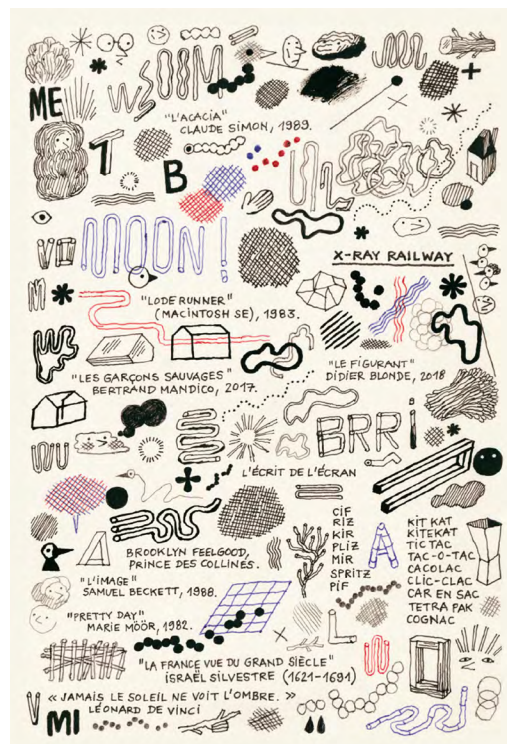 ME
"L'ACACIA"
CLAUDE SIMON, 1989.
T
B
MOON!
X-RAY RAILWAY
"LODE RUNNER"
(MACINTOSH SE), 1983.
"LES GARÇONS SAUVAGES"
BERTRAND MANDICO, 2017.
"LE FIGURANT"
DIDIER BLONDE, 2018
BRRi
L'ÉCRIT DE L'ÉCRAN
CIF
RIZ
KIR
PLIZ
MIR
SPRITZ
PIF
KIT KAT
KITEKAT
TIC TAC
TAC-O-TAC
CACOLAC
CLIC-CLAC
CAR EN SAC
TETRA PAK
COGNAC
A
BROOKLYN FEELGOOD,
PRINCE DES COLLINES.
"L'IMAGE"
SAMUEL BECKETT, 1988.
"PRETTY DAY"
MARIE MÖÖR, 1982.
L
"LA FRANCE VUE DU GRAND SIÈCLE"
ISRAËL SILVESTRE (1621-1691)
« JAMAIS LE SOLEIL NE VOIT L'OMBRE. »
LÉONARD DE VINCI
MI